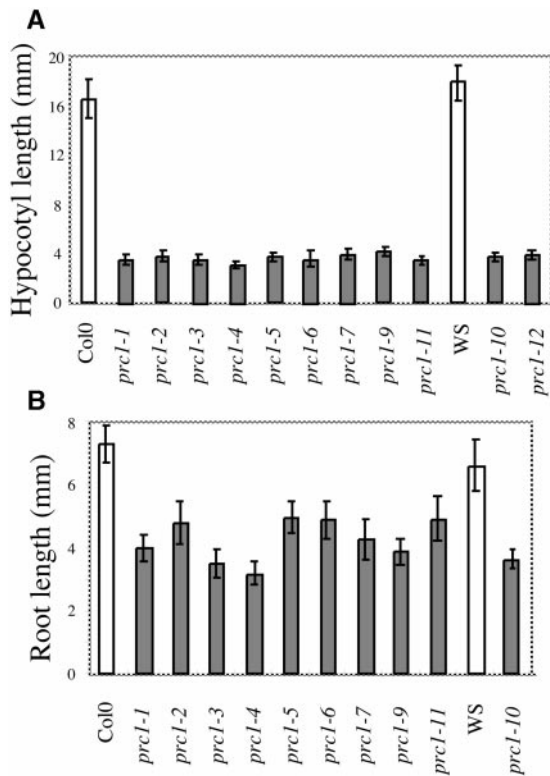 A
Hypocotyl length (mm)
20
16
12
8
4
0
Col0
prc1-1
prc1-2
prc1-3
prc1-4
prc1-5
prc1-6
prc1-7
prc1-9
prc1-11
WS
prc1-10
prc1-12
B
Root length (mm)
8
6
4
2
0
Col0
prc1-1
prc1-2
prc1-3
prc1-4
prc1-5
prc1-6
prc1-7
prc1-9
prc1-11
WS
prc1-10